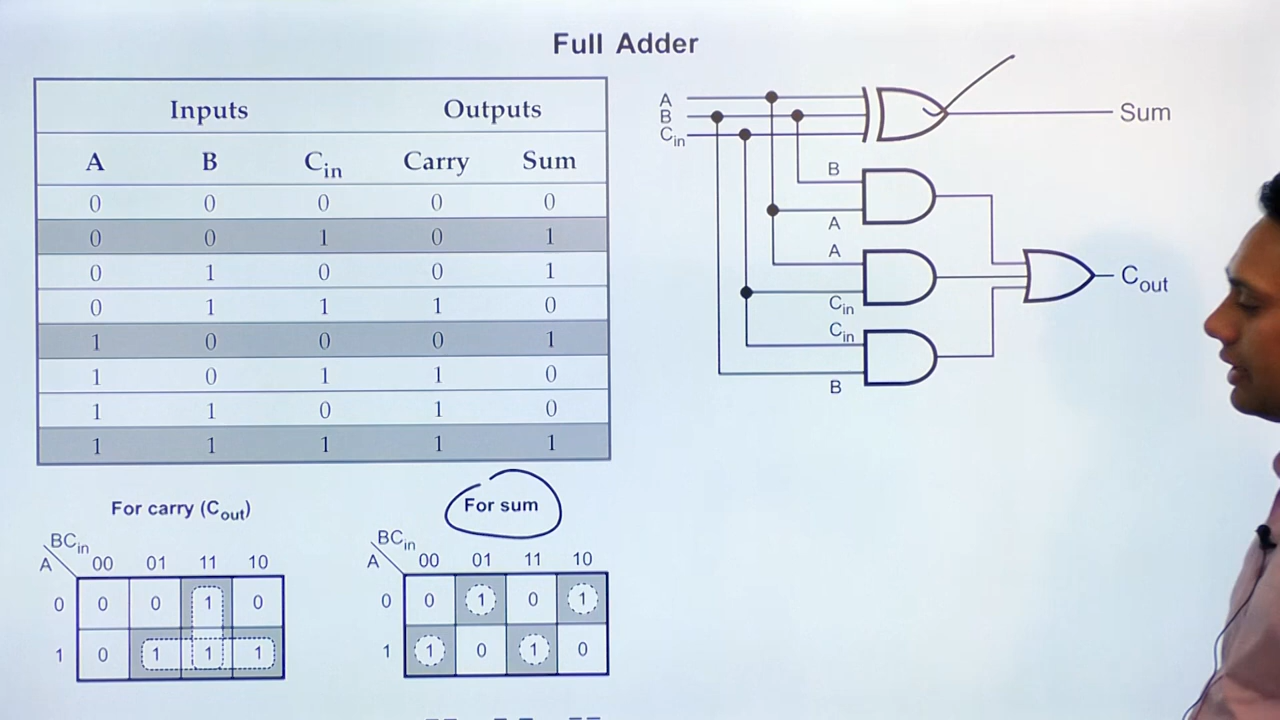 Full Adder
Inputs Outputs
A B Cin Carry Sum
0 0 0 0 0
0 0 1 0 1
0 1 0 0 1
0 1 1 1 0
1 0 0 0 1
1 0 1 1 0
1 1 0 1 0
1 1 1 1 1
A
B
Cin
Sum
B
A
A
Cin
Cin
B
Cout
For carry (Cout)
BCin
A 00 01 11 10
0 0 0 1 0
1 0 1 1 1
For sum
BCin
A 00 01 11 10
0 0 1 0 1
1 1 0 1 0